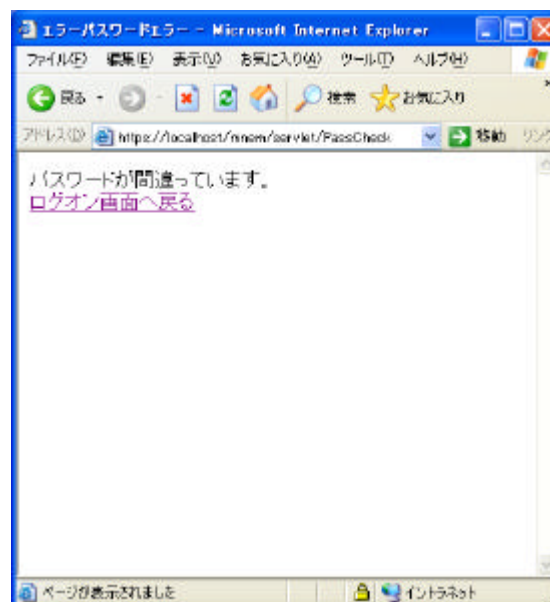 エラーパスワードエラー - Microsoft Internet Explorer
ファイル(F) 編集(E) 表示(V) お気に入り(A) ツール(T) ヘルプ(H)
戻る 検索 お気に入り
アドレス(D) https://localhost/mnem/servlet/PassCheck 移動 リンク
パスワードが間違っています。
ログオン画面へ戻る
ページが表示されました イントラネット